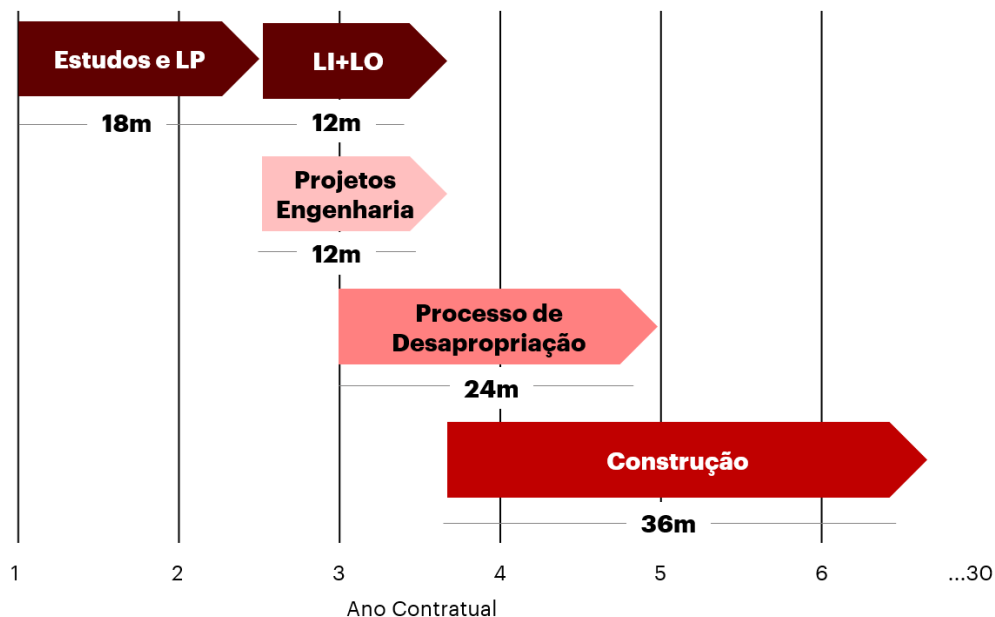 Estudos e LP
LI+LO
18m
12m
Projetos
Engenharia
12m
Processo de
Desapropriação
24m
Construção
36m
1 2 3 4 5 6 ...30
Ano Contratual